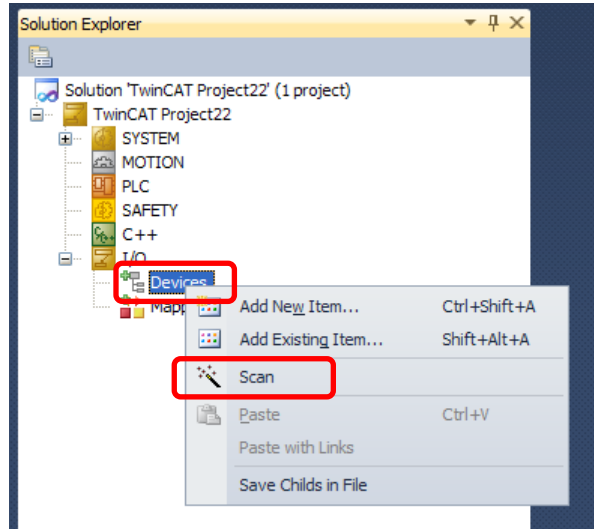 Solution Explorer
Solution 'TwinCAT Project22' (1 project)
TwinCAT Project22
SYSTEM
MOTION
PLC
SAFETY
C++
I/O
Devices
Mapp
Add New Item... Ctrl+Shift+A
Add Existing Item... Shift+Alt+A
Scan
Paste Ctrl+V
Paste with Links
Save Childs in File